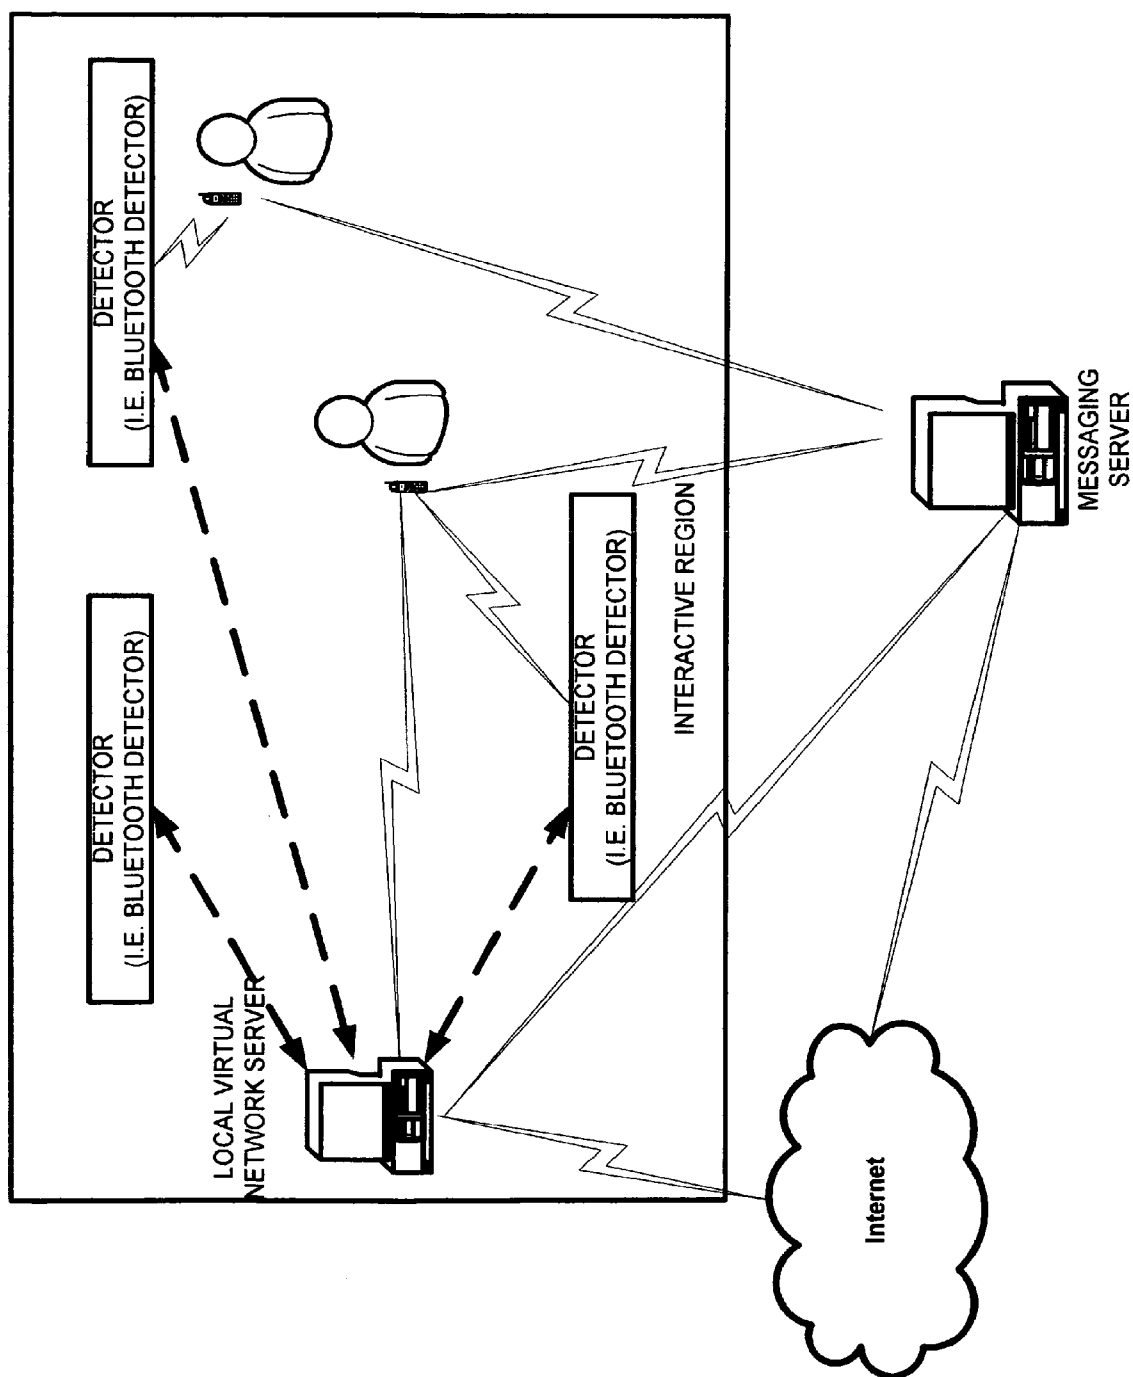 DETECTOR
(I.E. BLUETOOTH DETECTOR)
DETECTOR
(I.E. BLUETOOTH DETECTOR)
LOCAL VIRTUAL
NETWORK SERVER
DETECTOR
(I.E. BLUETOOTH DETECTOR)
INTERACTIVE REGION
MESSAGING
SERVER
Internet